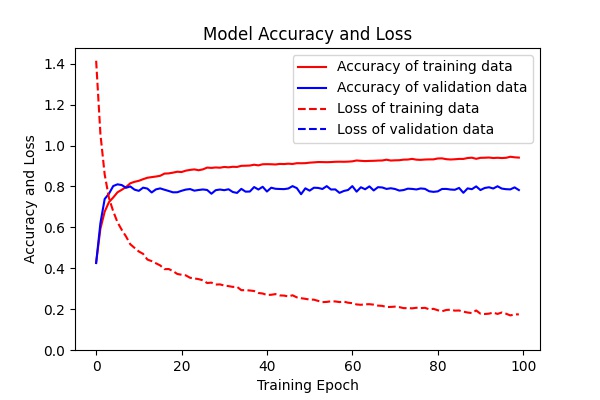 Model Accuracy and Loss
Accuracy of training data
Accuracy of validation data
Loss of training data
Loss of validation data
Accuracy and Loss
1.4
1.2
1.0
0.8
0.6
0.4
0.2
0.0
0 20 40 60 80 100
Training Epoch